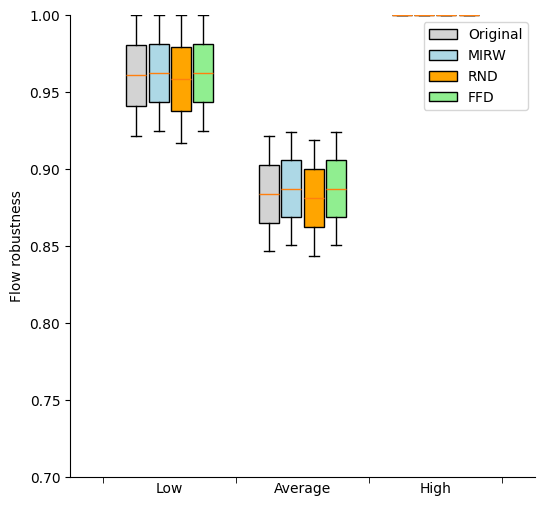 1.00
0.95
0.90
0.85
0.80
0.75
0.70
Flow robustness
Low
Average
High
Original
MIRW
RND
FFD